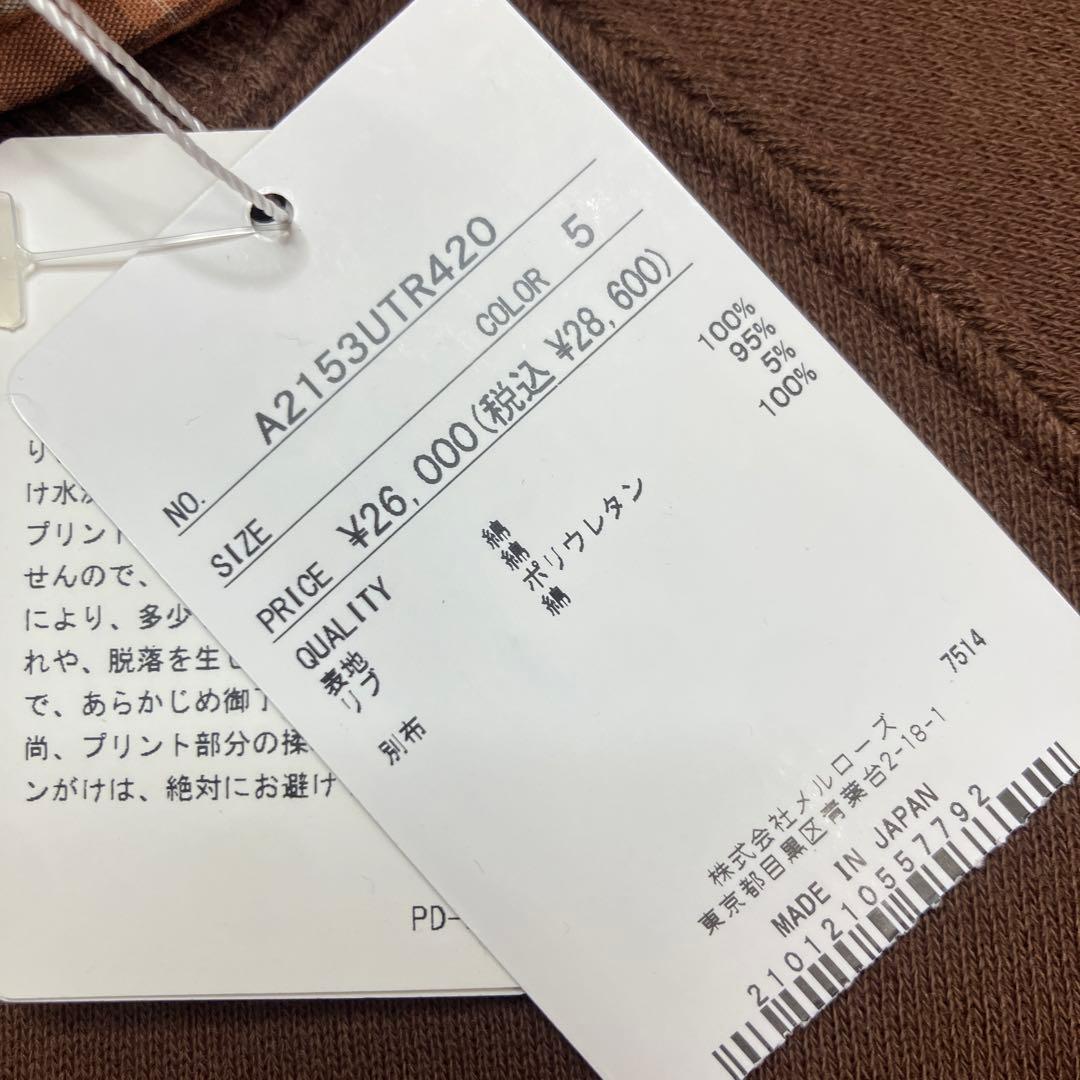 NO. A2153UTR420
SIZE COLOR 5
PRICE ¥26,000(税込 ¥28,600)
QUALITY
表地 綿 100%
リブ 綿 95%
ポリウレタン 5%
別布 綿 100%
7514
株式会社メルローズ
東京都目黒区青葉台2-18-1
MADE IN JAPAN
2101210557792
り
け水
プリント
せんので、
により、多少
れや、脱落を生
で、あらかじめ御了
尚、プリント部分の揉
ンがけは、絶対にお避け
PD-